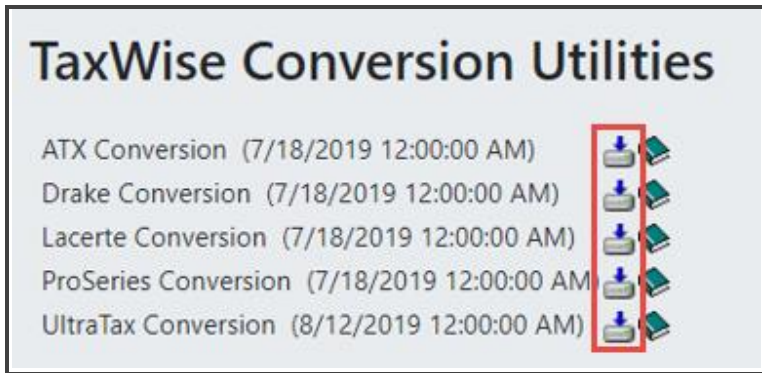 TaxWise Conversion Utilities
ATX Conversion (7/18/2019 12:00:00 AM)
Drake Conversion (7/18/2019 12:00:00 AM)
Lacerte Conversion (7/18/2019 12:00:00 AM)
ProSeries Conversion (7/18/2019 12:00:00 AM)
UltraTax Conversion (8/12/2019 12:00:00 AM)